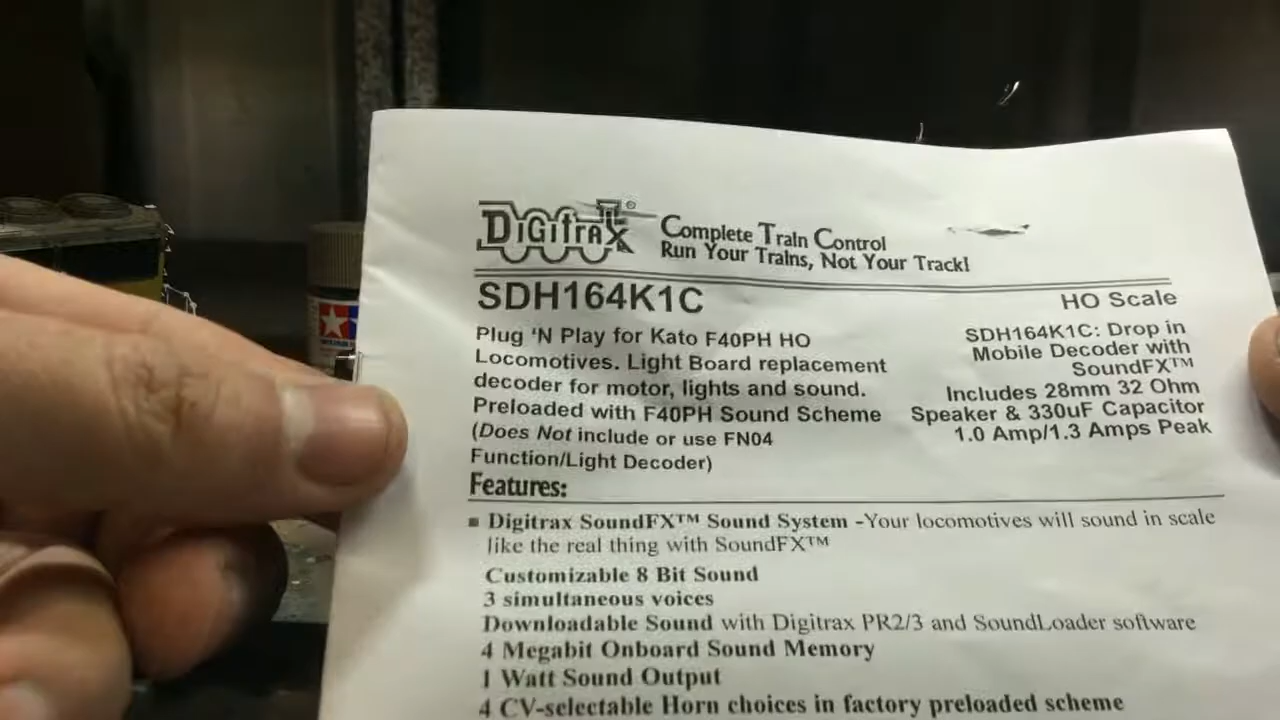 DIGITRAX®
Complete Train Control
Run Your Trains, Not Your Track!
SDH164K1C
HO Scale
Plug 'N Play for Kato F40PH HO
Locomotives. Light Board replacement
decoder for motor, lights and sound.
Preloaded with F40PH Sound Scheme
(Does Not include or use FN04
Function/Light Decoder)
SDH164K1C: Drop in
Mobile Decoder with
SoundFX™
Includes 28mm 32 Ohm
Speaker & 330uF Capacitor
1.0 Amp/1.3 Amps Peak
Features:
▪ Digitrax SoundFX™ Sound System -Your locomotives will sound in scale
like the real thing with SoundFX™
Customizable 8 Bit Sound
3 simultaneous voices
Downloadable Sound with Digitrax PR2/3 and SoundLoader software
4 Megabit Onboard Sound Memory
1 Watt Sound Output
4 CV-selectable Horn choices in factory preloaded scheme